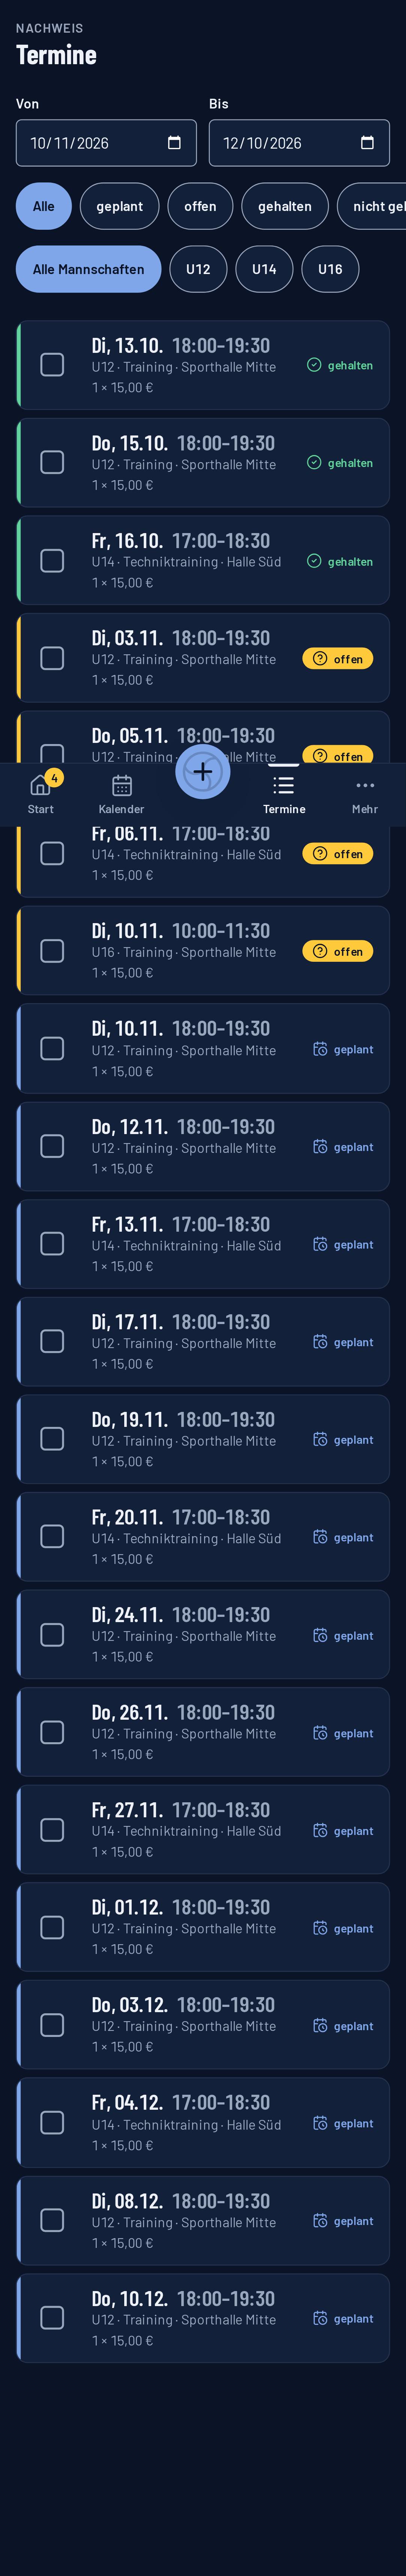 NACHWEIS
Termine
Von
Bis
10/11/2026
12/10/2026
Alle
geplant
offen
gehalten
nicht gel
Alle Mannschaften
U12
U14
U16
Di, 13.10. 18:00–19:30
U12 · Training · Sporthalle Mitte
1 × 15,00 €
gehalten
Do, 15.10. 18:00–19:30
U12 · Training · Sporthalle Mitte
1 × 15,00 €
gehalten
Fr, 16.10. 17:00–18:30
U14 · Techniktraining · Halle Süd
1 × 15,00 €
gehalten
Di, 03.11. 18:00–19:30
U12 · Training · Sporthalle Mitte
1 × 15,00 €
offen
Do, 05.11. 18:00–19:30
U12 · Training · Sporthalle Mitte
offen
4
Start
Kalender
Termine
Mehr
Fr, 06.11. 17:00–18:30
U14 · Techniktraining · Halle Süd
1 × 15,00 €
offen
Di, 10.11. 10:00–11:30
U16 · Training · Sporthalle Mitte
1 × 15,00 €
offen
Di, 10.11. 18:00–19:30
U12 · Training · Sporthalle Mitte
1 × 15,00 €
geplant
Do, 12.11. 18:00–19:30
U12 · Training · Sporthalle Mitte
1 × 15,00 €
geplant
Fr, 13.11. 17:00–18:30
U14 · Techniktraining · Halle Süd
1 × 15,00 €
geplant
Di, 17.11. 18:00–19:30
U12 · Training · Sporthalle Mitte
1 × 15,00 €
geplant
Do, 19.11. 18:00–19:30
U12 · Training · Sporthalle Mitte
1 × 15,00 €
geplant
Fr, 20.11. 17:00–18:30
U14 · Techniktraining · Halle Süd
1 × 15,00 €
geplant
Di, 24.11. 18:00–19:30
U12 · Training · Sporthalle Mitte
1 × 15,00 €
geplant
Do, 26.11. 18:00–19:30
U12 · Training · Sporthalle Mitte
1 × 15,00 €
geplant
Fr, 27.11. 17:00–18:30
U14 · Techniktraining · Halle Süd
1 × 15,00 €
geplant
Di, 01.12. 18:00–19:30
U12 · Training · Sporthalle Mitte
1 × 15,00 €
geplant
Do, 03.12. 18:00–19:30
U12 · Training · Sporthalle Mitte
1 × 15,00 €
geplant
Fr, 04.12. 17:00–18:30
U14 · Techniktraining · Halle Süd
1 × 15,00 €
geplant
Di, 08.12. 18:00–19:30
U12 · Training · Sporthalle Mitte
1 × 15,00 €
geplant
Do, 10.12. 18:00–19:30
U12 · Training · Sporthalle Mitte
1 × 15,00 €
geplant